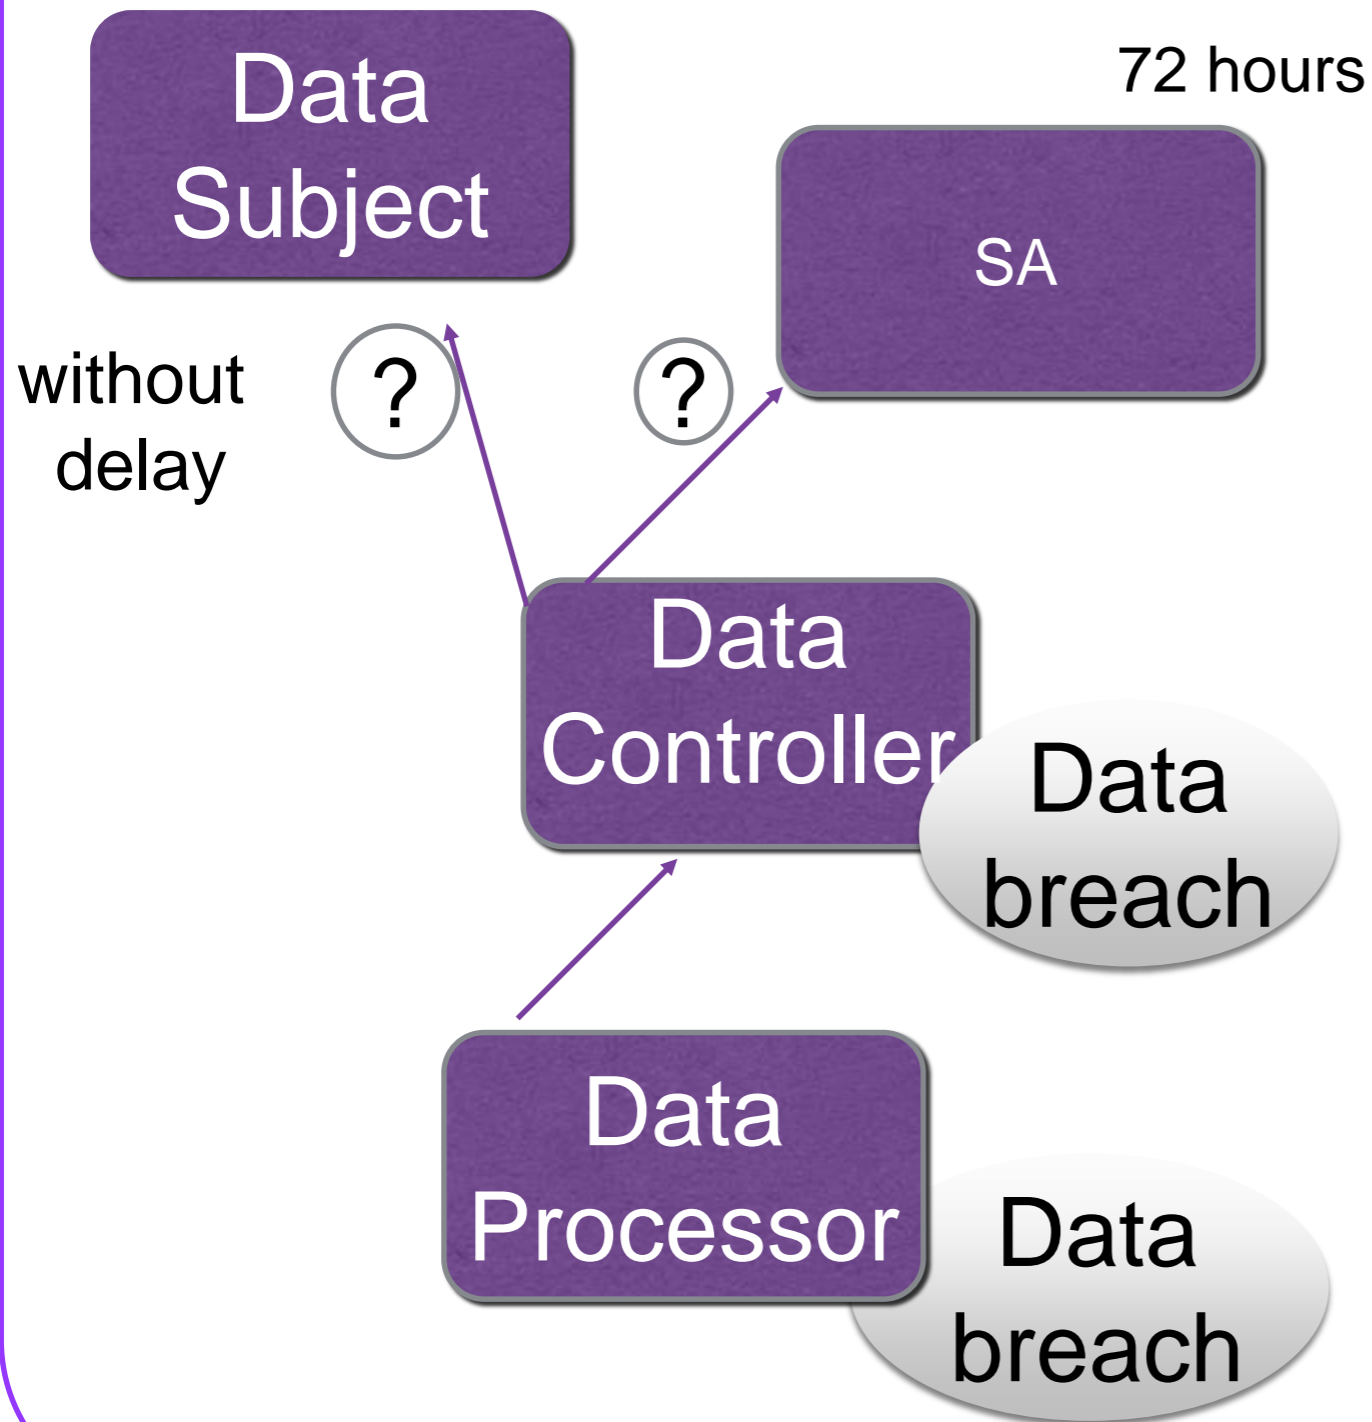 Data
Subject
72 hours
SA
without
delay
?
?
Data
Controller
Data
breach
Data
Processor
Data
breach